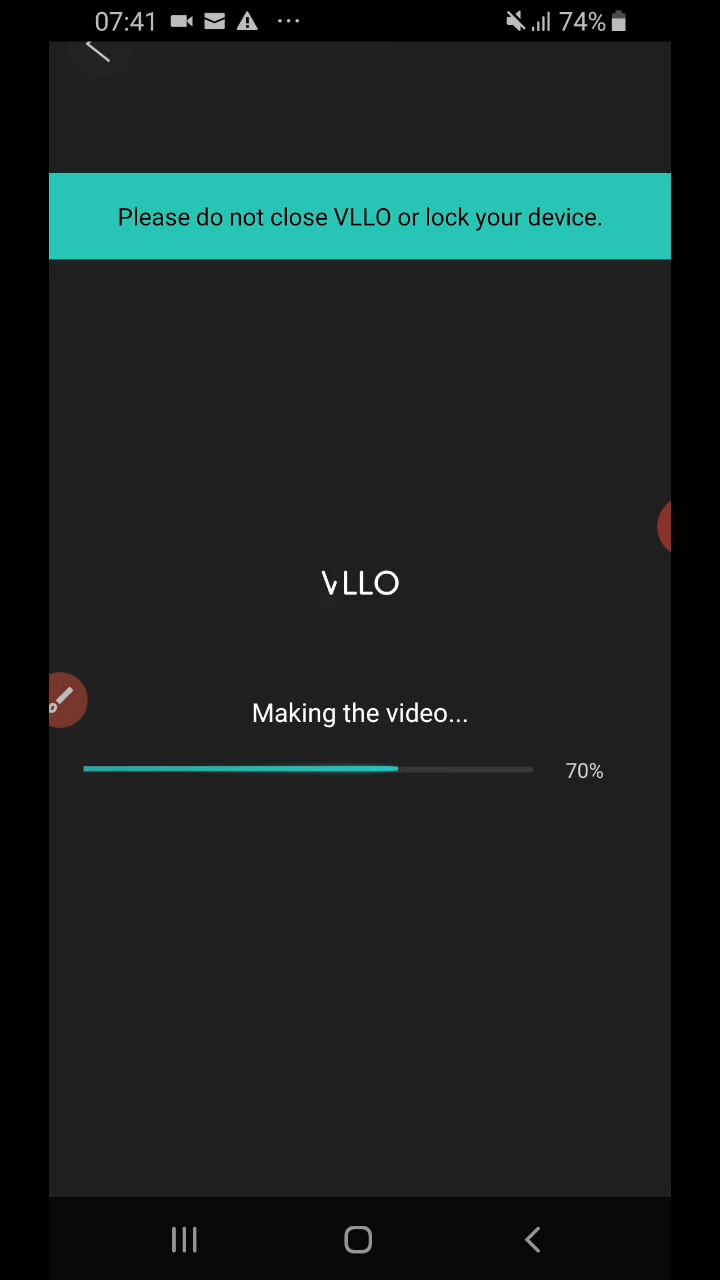 07:41 74%
Please do not close VLLO or lock your device.
VLLO
Making the video...
70%